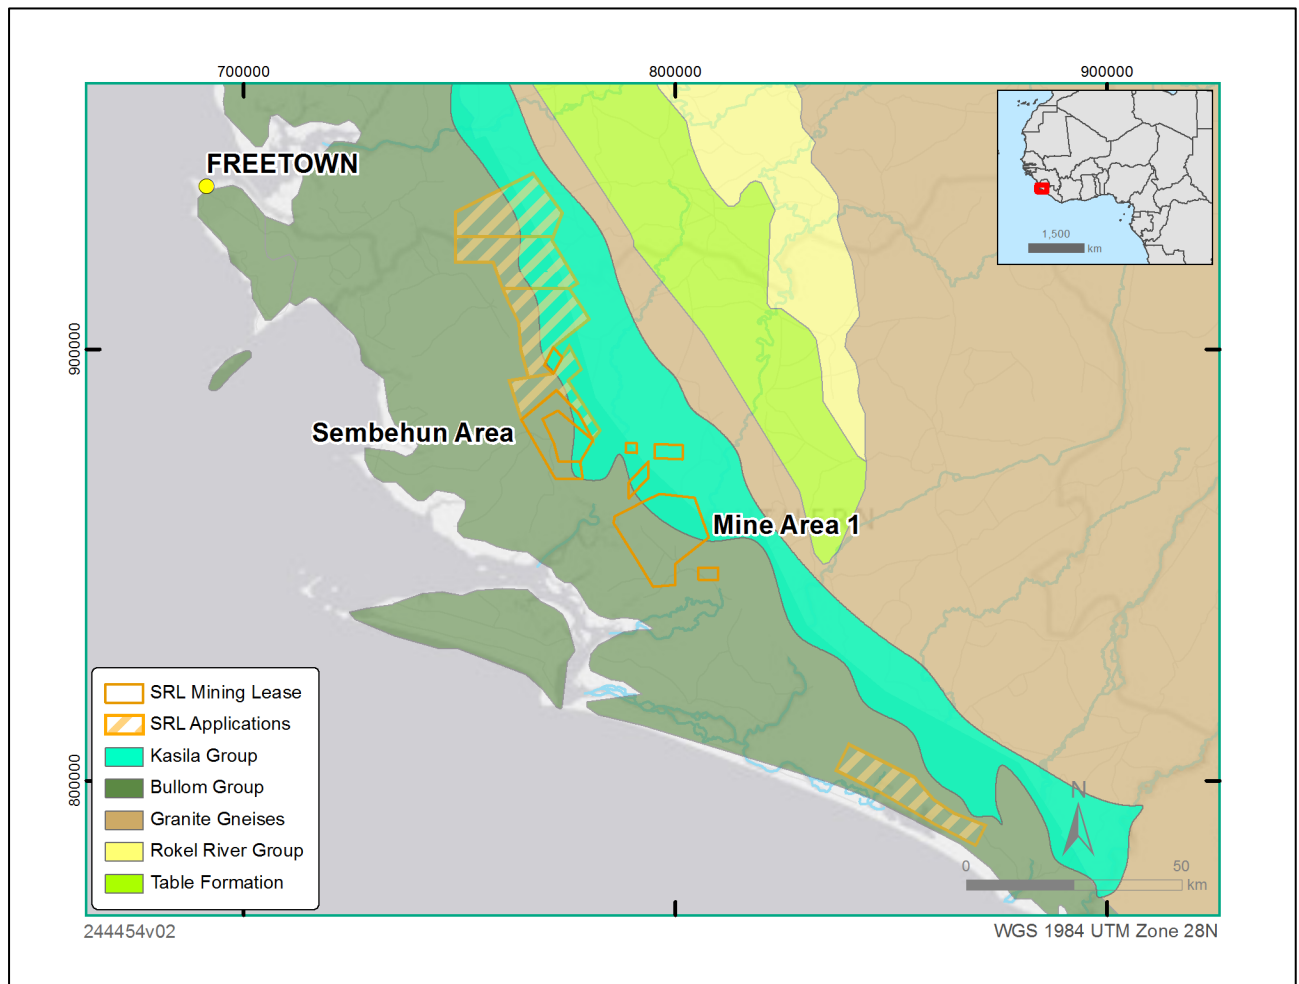 700000
800000
900000
FREETOWN
1,500
km
900000
Sembehun Area
Mine Area 1
800000
N
0
50
km
SRL Mining Lease
SRL Applications
Kasila Group
Bullom Group
Granite Gneises
Rokel River Group
Table Formation
244454v02
WGS 1984 UTM Zone 28N